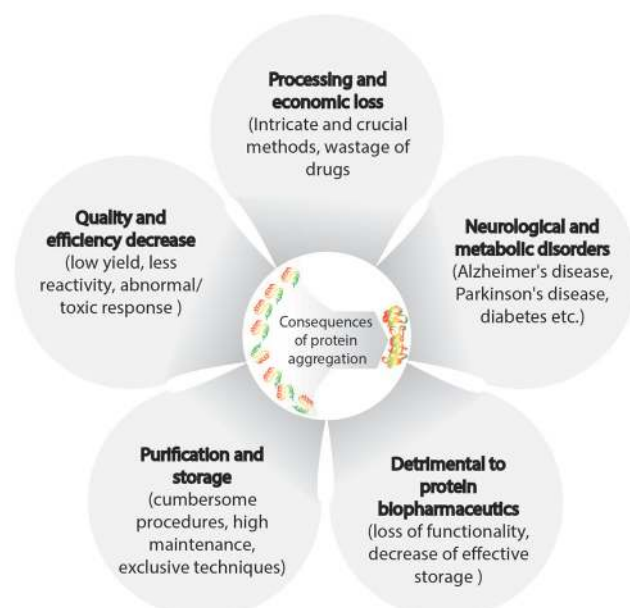 Processing and
economic loss
(Intricate and crucial
methods, wastage of
drugs
Quality and
efficiency decrease
(low yield, less
reactivity, abnormal/
toxic response )
Neurological and
metabolic disorders
(Alzheimer's disease,
Parkinson's disease,
diabetes etc.)
Consequences
of protein
aggregation
Purification and
storage
(cumbersome
procedures, high
maintenance,
exclusive techniques)
Detrimental to
protein
biopharmaceutics
(loss of functionality,
decrease of effective
storage )